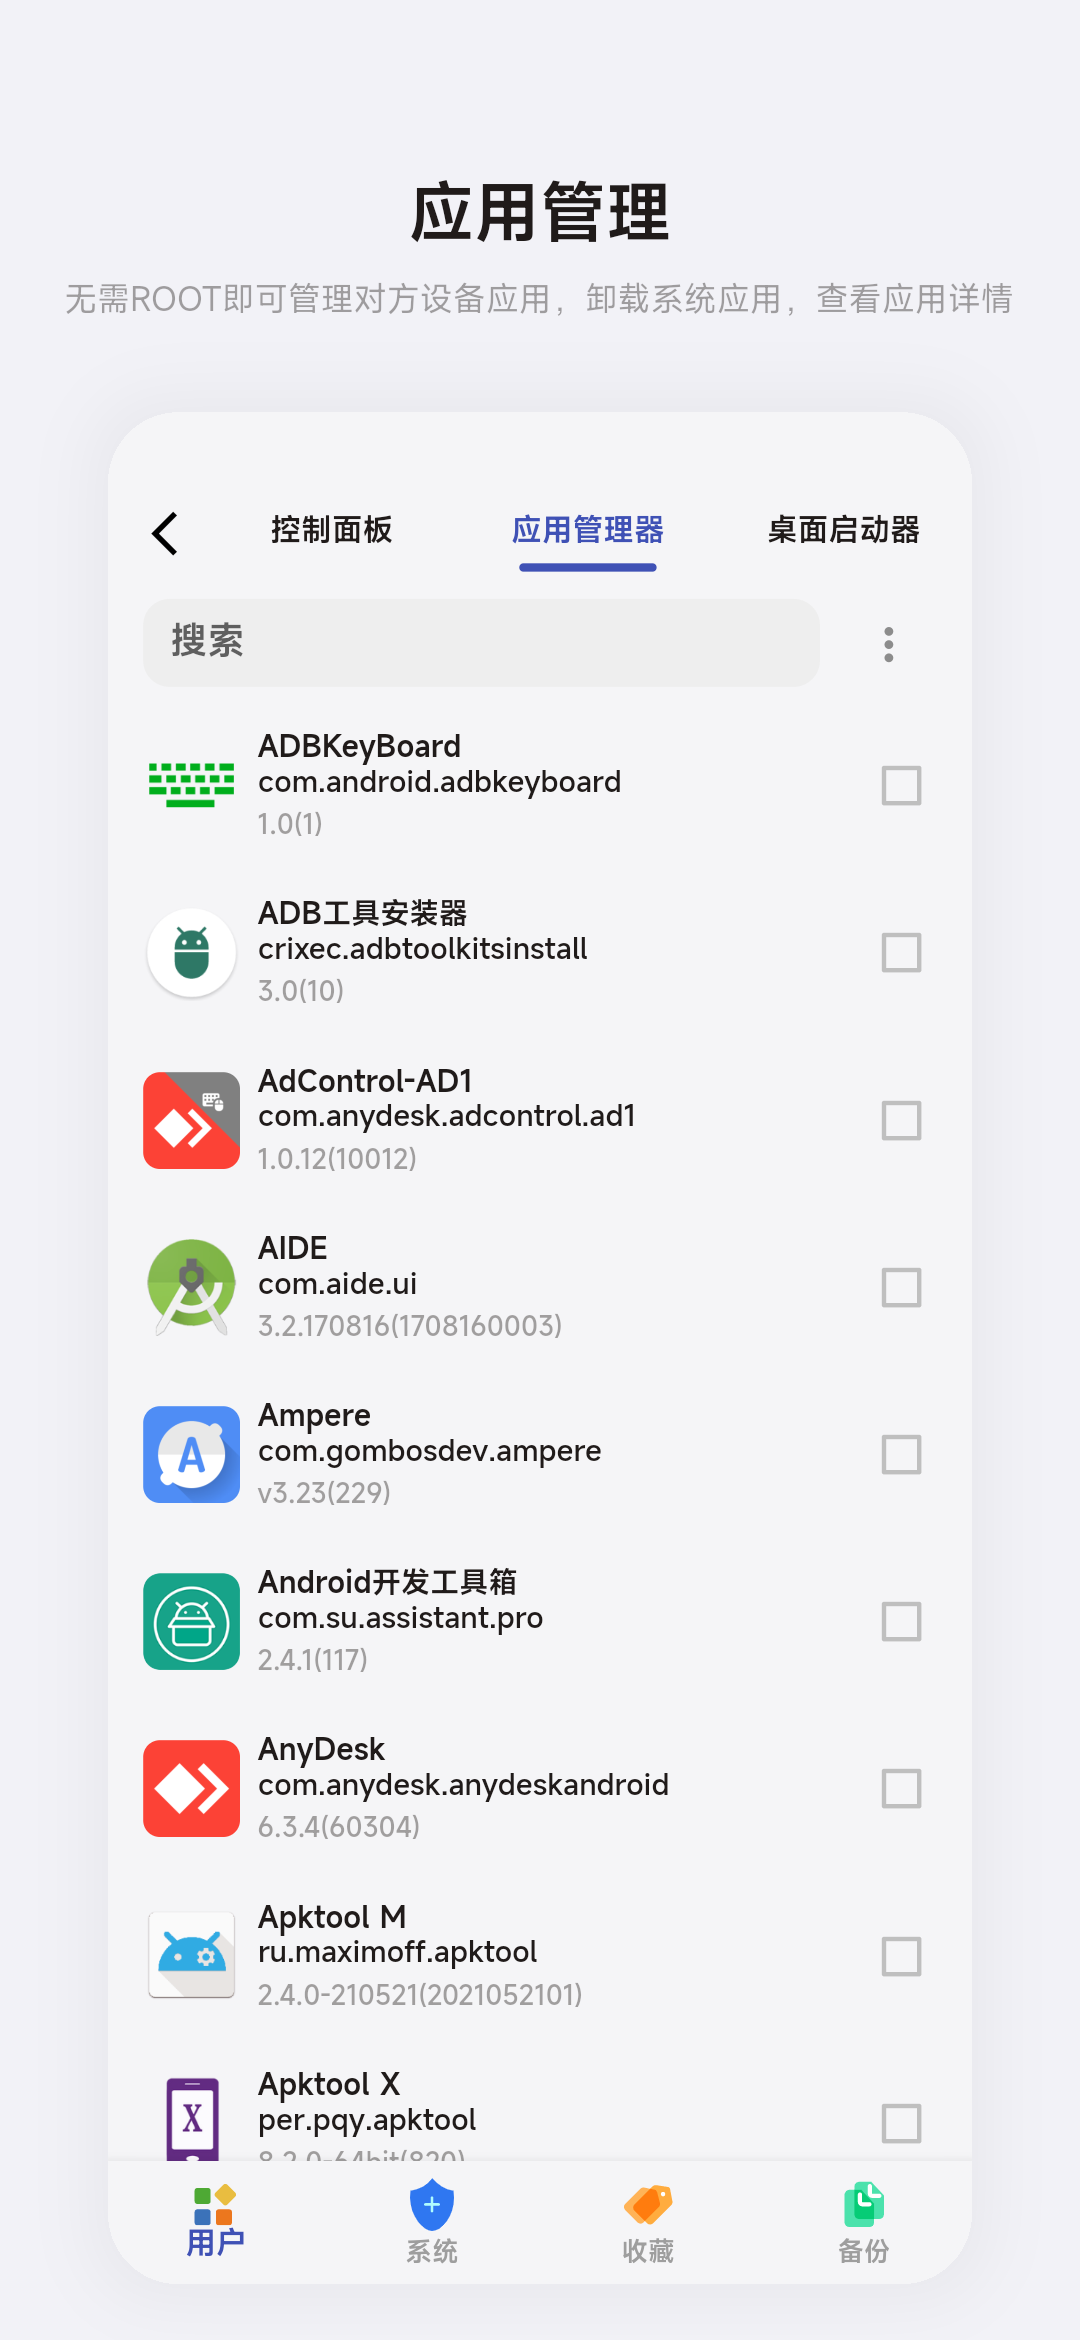 应用管理
无需ROOT即可管理对方设备应用，卸载系统应用，查看应用详情
控制面板
应用管理器
桌面启动器
搜索
ADBKeyBoard
com.android.adbkeyboard
1.0(1)
ADB工具安装器
crixec.adbtoolkitsinstall
3.0(10)
AdControl-AD1
com.anydesk.adcontrol.ad1
1.0.12(10012)
AIDE
com.aide.ui
3.2.170816(1708160003)
A
Ampere
com.gombosdev.ampere
v3.23(229)
Android开发工具箱
com.su.assistant.pro
2.4.1(117)
AnyDesk
com.anydesk.anydeskandroid
6.3.4(60304)
Apktool M
ru.maximoff.apktool
2.4.0-210521(2021052101)
X
Apktool X
per.pqy.apktool
用户
系统
收藏
备份